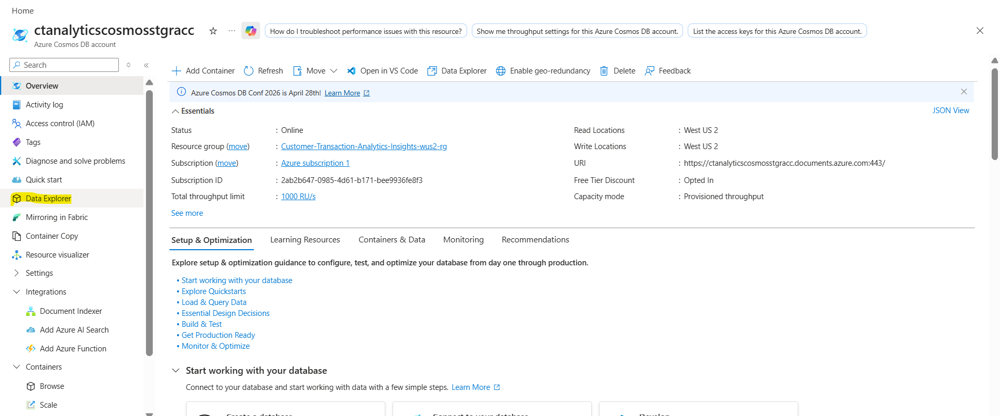 Home
ctanalyticscosmosstgracc
Azure Cosmos DB account
How do I troubleshoot performance issues with this resource?
Show me throughput settings for this Azure Cosmos DB account.
List the access keys for this Azure Cosmos DB account.
Search
Overview
Activity log
Access control (IAM)
Tags
Diagnose and solve problems
Quick start
Data Explorer
Mirroring in Fabric
Container Copy
Resource visualizer
Settings
Integrations
Document Indexer
Add Azure AI Search
Add Azure Function
Containers
Browse
Scale
Add Container
Refresh
Move
Open in VS Code
Data Explorer
Enable geo-redundancy
Delete
Feedback
Azure Cosmos DB Conf 2026 is April 28th! Learn More
Essentials
JSON View
Status : Online
Resource group (move) : Customer-Transaction-Analytics-Insights-wus2-rg
Subscription (move) : Azure subscription 1
Subscription ID : 2ab2b647-0985-4d61-b171-bee9936fe8f3
Total throughput limit : 1000 RU/s
See more
Read Locations : West US 2
Write Locations : West US 2
URI : https://ctanalyticscosmosstgracc.documents.azure.com:443/
Free Tier Discount : Opted In
Capacity mode : Provisioned throughput
Setup & Optimization
Learning Resources
Containers & Data
Monitoring
Recommendations
Explore setup & optimization guidance to configure, test, and optimize your database from day one through production.
• Start working with your database
• Explore Quickstarts
• Load & Query Data
• Essential Design Decisions
• Build & Test
• Get Production Ready
• Monitor & Optimize
Start working with your database
Connect to your database and start working with data with a few simple steps. Learn More
Create a database
Connect to your database
Develop